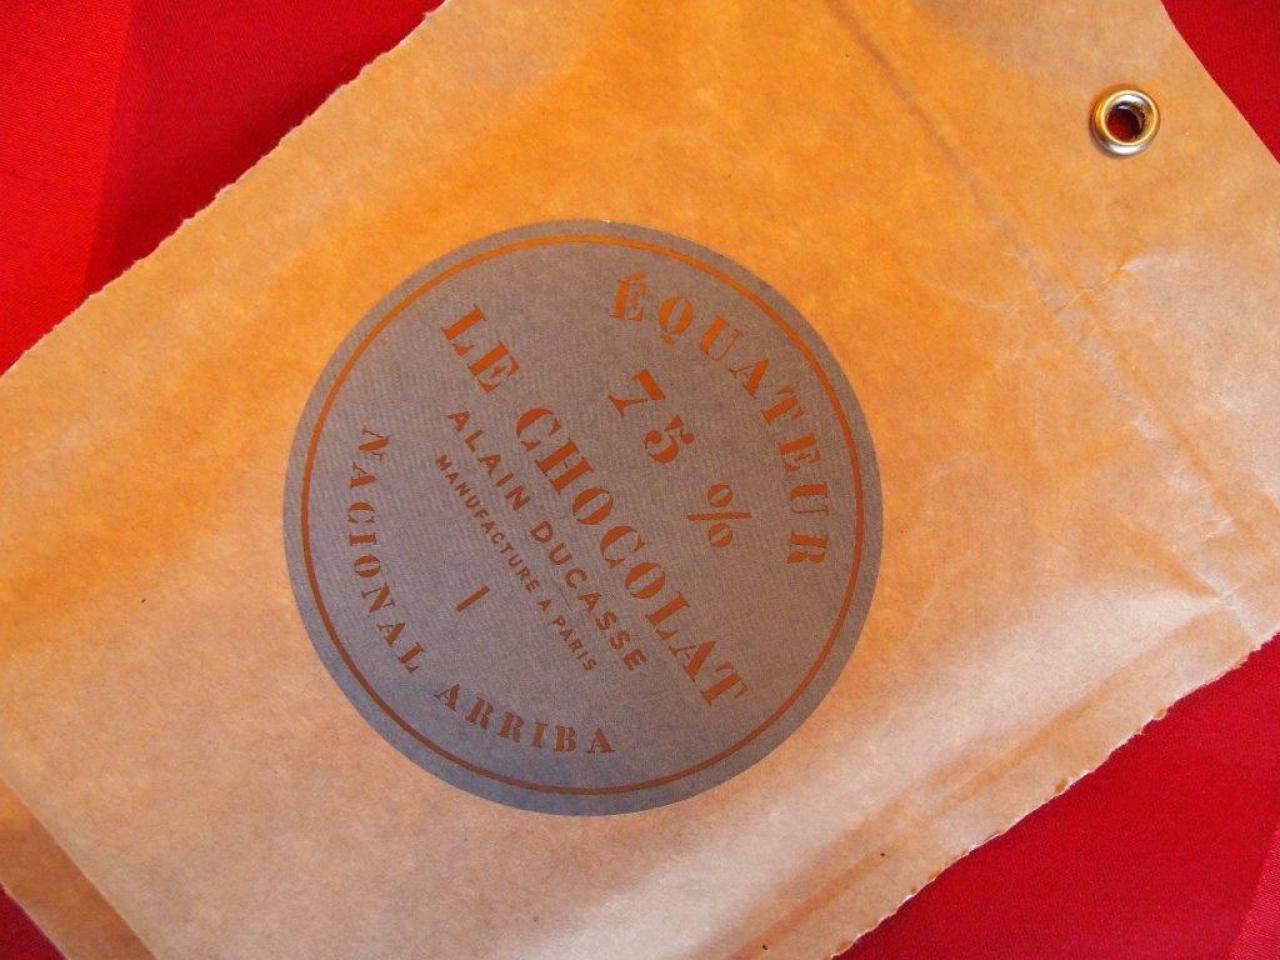 ÉQUATEUR
75 %
LE CHOCOLAT
ALAIN DUCASSE
MANUFACTURE A PARIS
NACIONAL ARRIBA